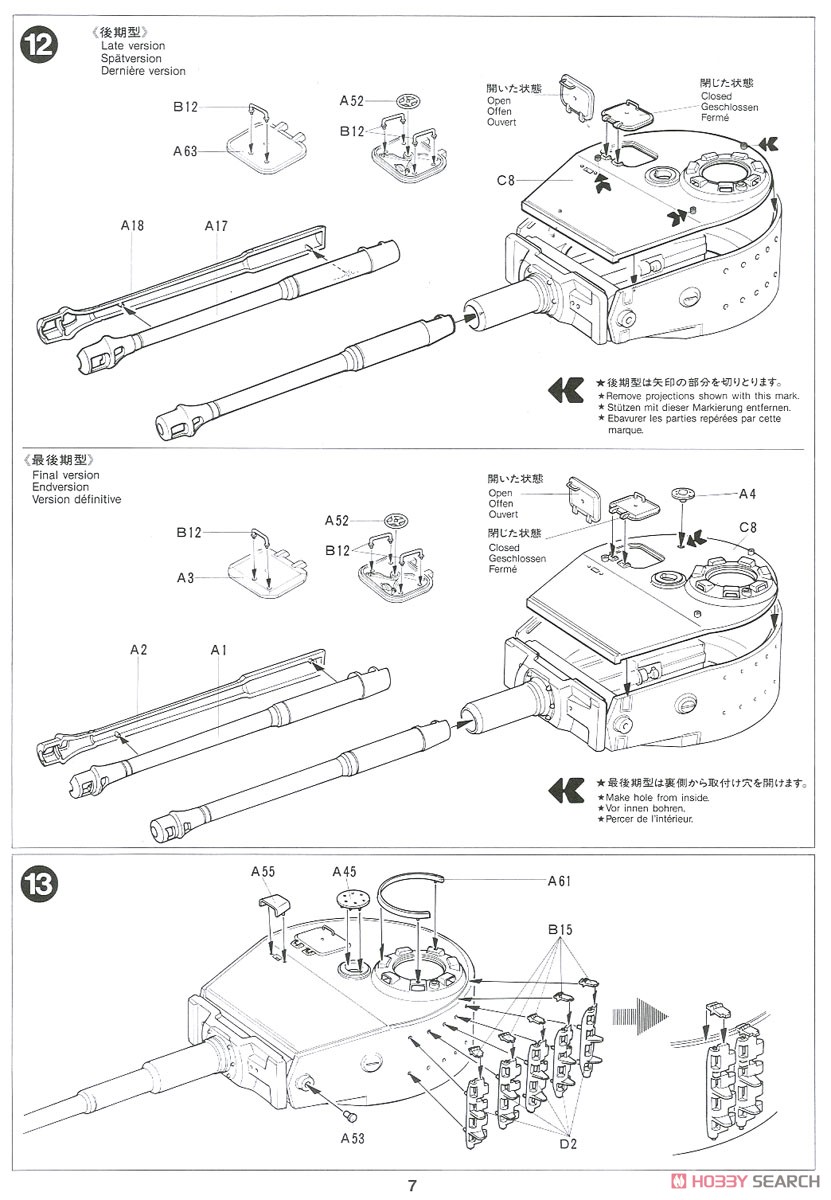 12
《後期型》
Late version
Spätversion
Dernière version
B12
A63
A52
B12
開いた状態
Open
Offen
Ouvert
閉じた状態
Closed
Geschlossen
Fermé
C8
A18
A17
★後期型は矢印の部分を切りとります。
★Remove projections shown with this mark.
★Stützen mit dieser Markierung entfernen.
★Ebavurer les parties repérées par cette
marque.
《最後期型》
Final version
Endversion
Version définitive
B12
A3
A52
B12
開いた状態
Open
Offen
Ouvert
閉じた状態
Closed
Geschlossen
Fermé
A4
C8
A2
A1
★最後期型は裏側から取付け穴を開けます。
★Make hole from inside.
★Vor innen bohren.
★Percer de l'intérieur.
13
A55
A45
A61
B15
A53
D2
7
HOBBY SEARCH